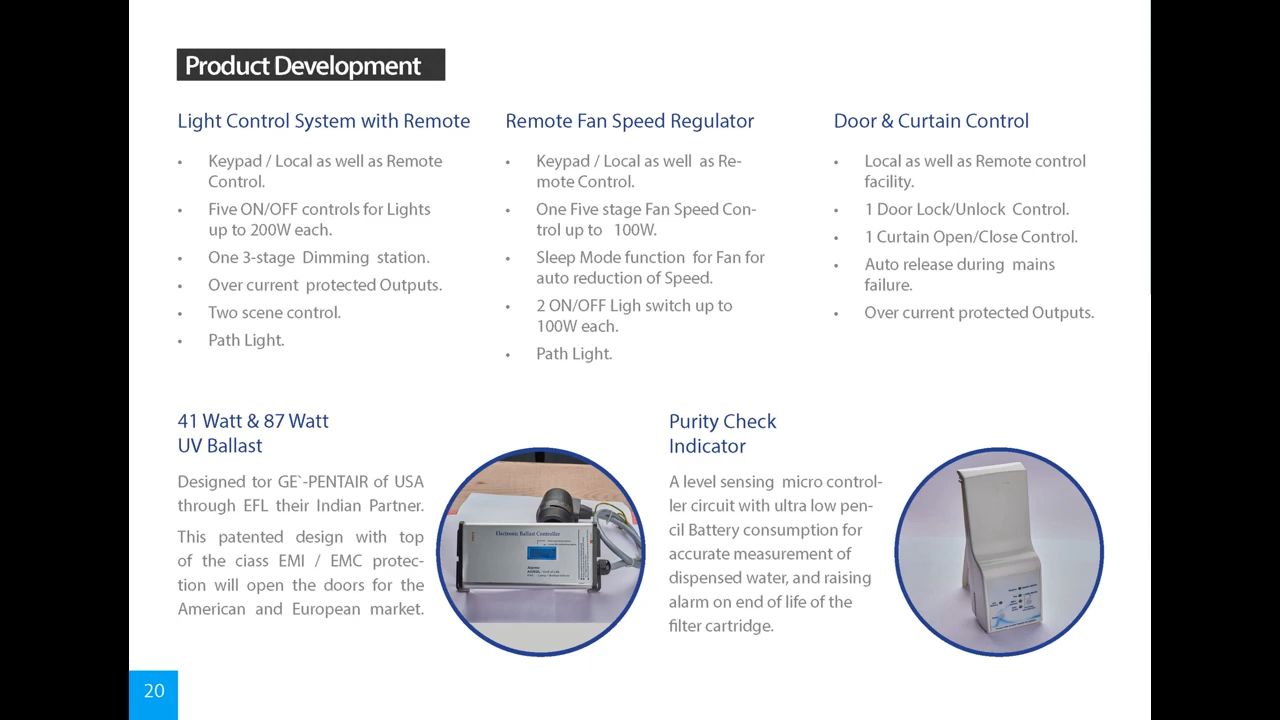 Product Development
Light Control System with Remote
• Keypad / Local as well as Remote
Control.
• Five ON/OFF controls for Lights
up to 200W each.
• One 3-stage Dimming station.
• Over current protected Outputs.
• Two scene control.
• Path Light.
Remote Fan Speed Regulator
• Keypad / Local as well as Re-
mote Control.
• One Five stage Fan Speed Con-
trol up to 100W.
• Sleep Mode function for Fan for
auto reduction of Speed.
• 2 ON/OFF Ligh switch up to
100W each.
• Path Light.
Door & Curtain Control
• Local as well as Remote control
facility.
• 1 Door Lock/Unlock Control.
• 1 Curtain Open/Close Control.
• Auto release during mains
failure.
• Over current protected Outputs.
41 Watt & 87 Watt
UV Ballast
Designed tor GE`-PENTAIR of USA
through EFL their Indian Partner.
This patented design with top
of the ciass EMI / EMC protec-
tion will open the doors for the
American and European market.
Electronic Ballast Controller
Purity Check
Indicator
A level sensing micro control-
ler circuit with ultra low pen-
cil Battery consumption for
accurate measurement of
dispensed water, and raising
alarm on end of life of the
filter cartridge.
20